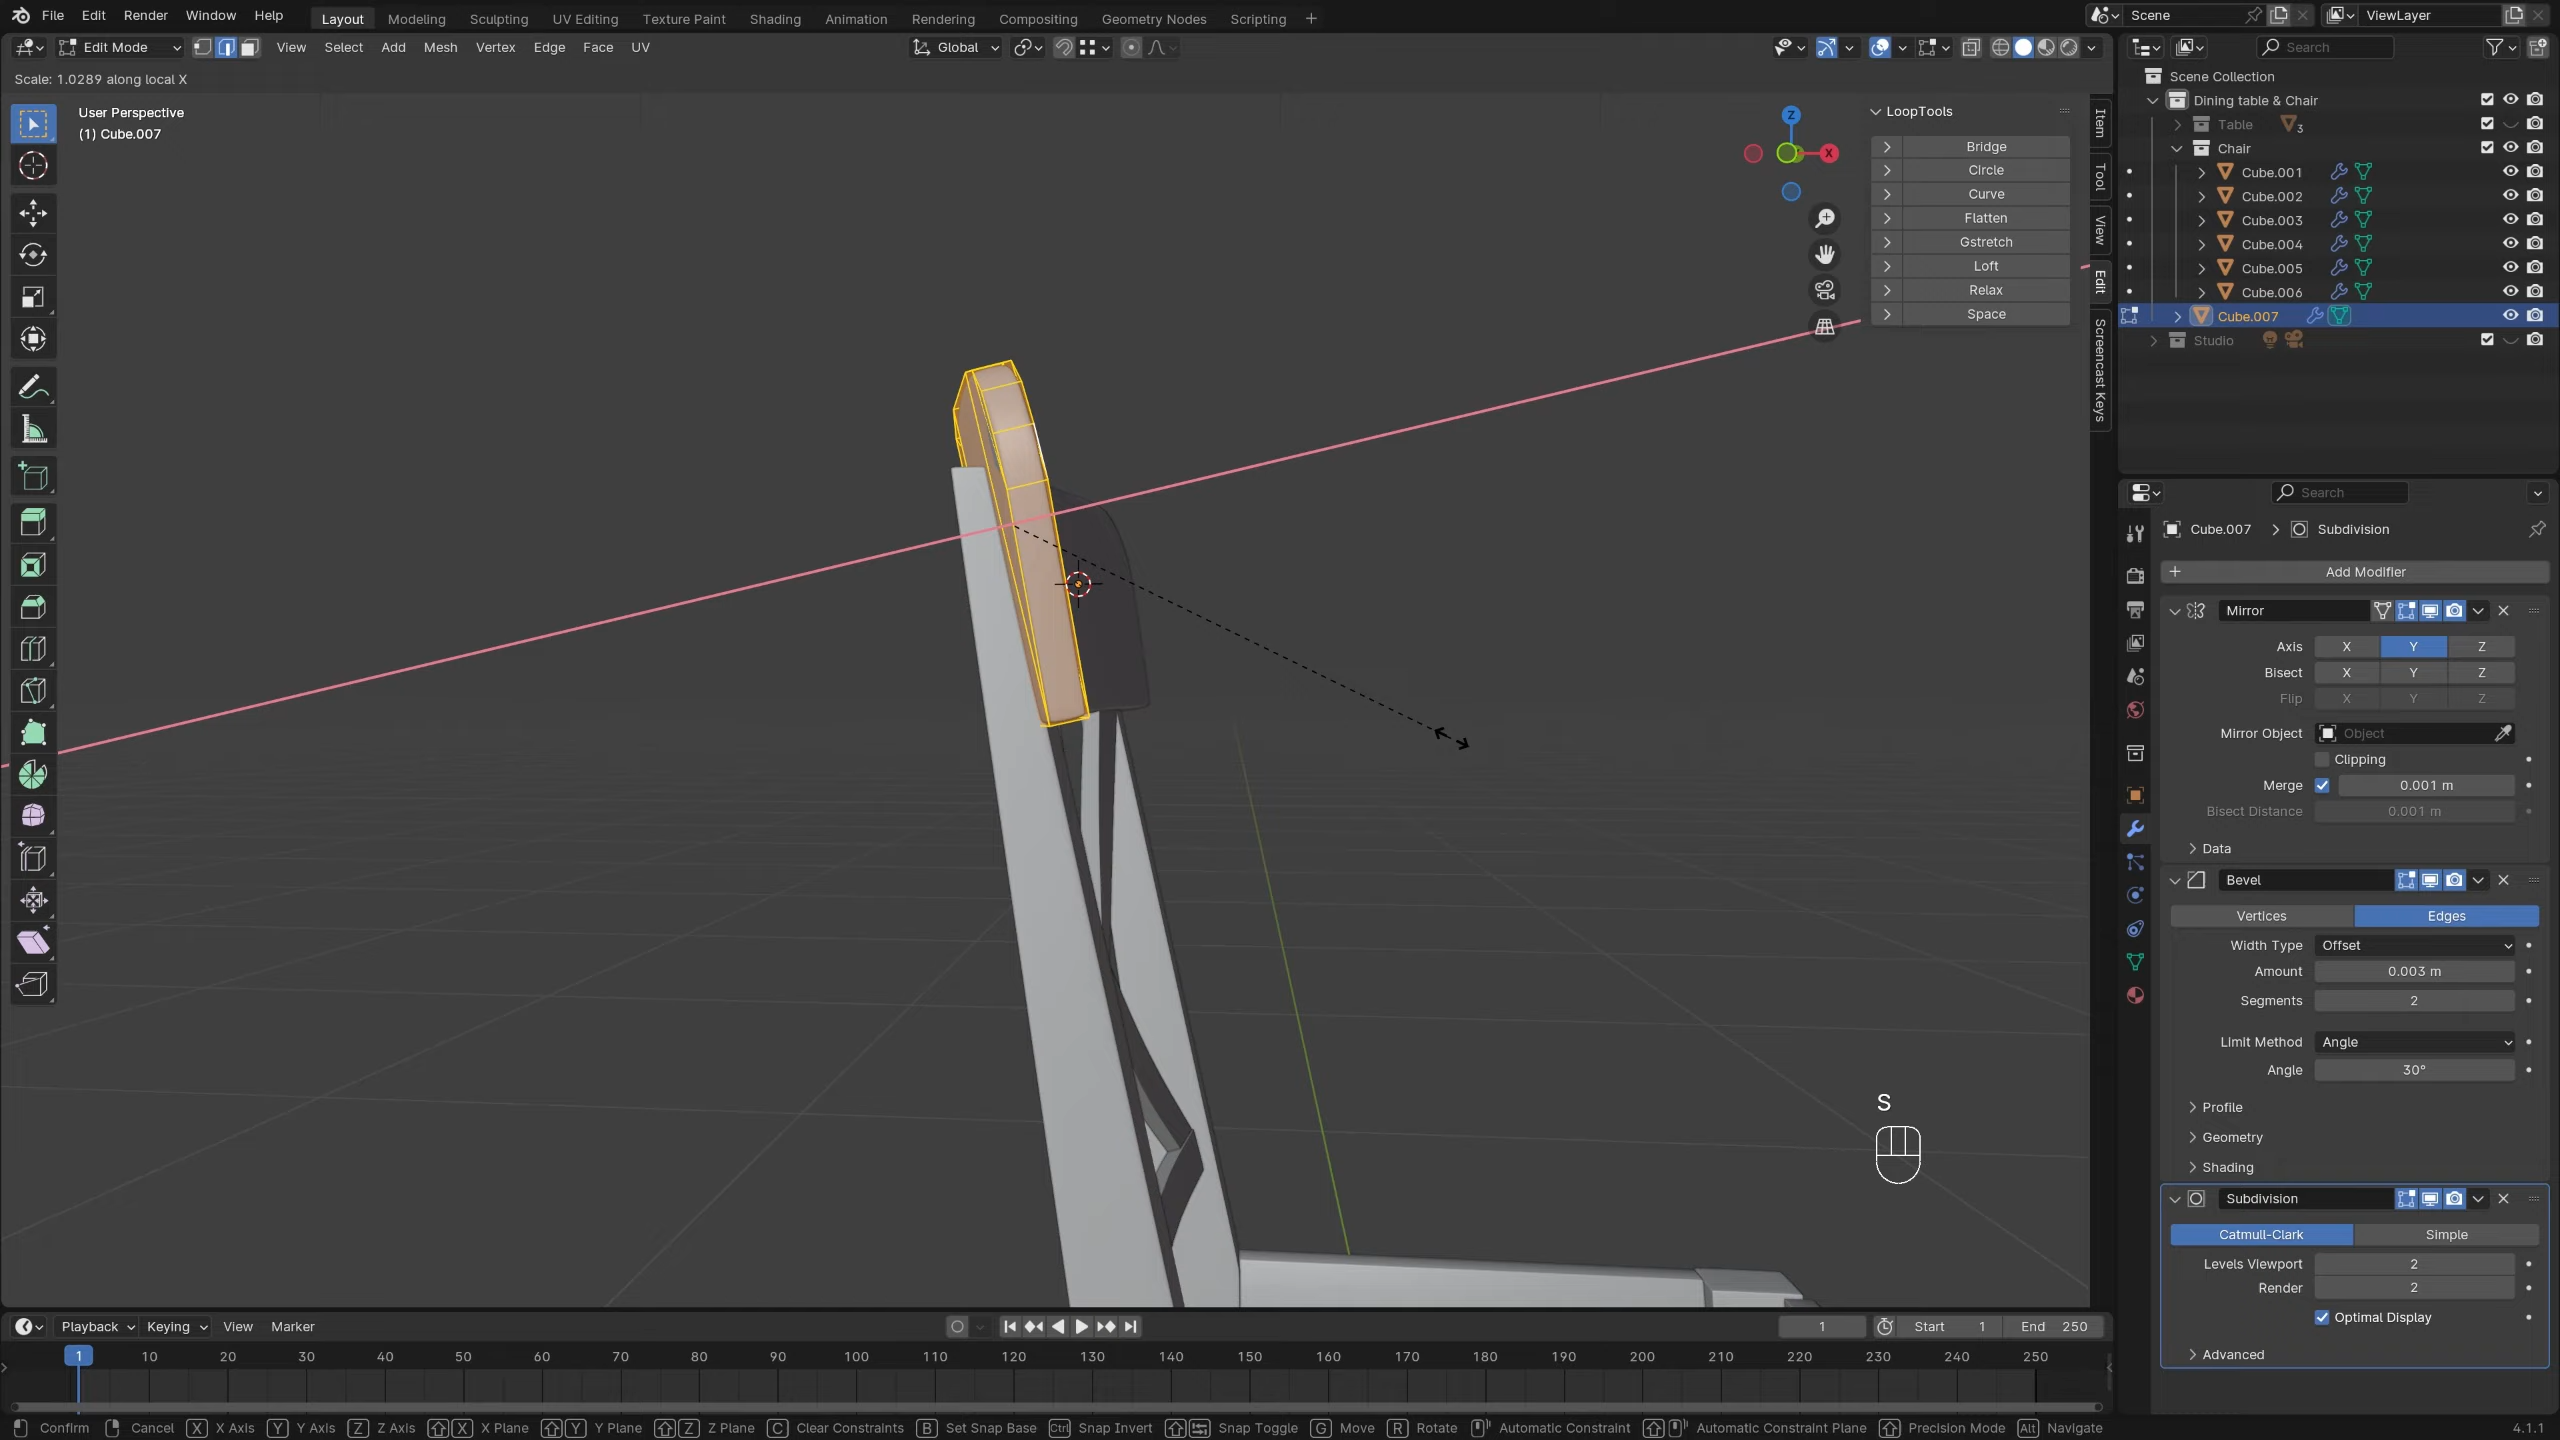 File Edit Render Window Help Layout Modeling Sculpting UV Editing Texture Paint Shading Animation Rendering Compositing Geometry Nodes Scripting + Scene ViewLayer
Edit Mode View Select Add Mesh Vertex Edge Face UV Global Search
Scale: 1.0289 along local X
User Perspective
(1) Cube.007
Z
X
LoopTools
Bridge
Circle
Curve
Flatten
Gstretch
Loft
Relax
Space
Item
Tool
View
Edit
Screencast Keys
Scene Collection
Dining table & Chair
Table 3
Chair
Cube.001
Cube.002
Cube.003
Cube.004
Cube.005
Cube.006
Cube.007
Studio
Search
Cube.007 > Subdivision
+ Add Modifier
Mirror
Axis X Y Z
Bisect X Y Z
Flip X Y Z
Mirror Object Object
Clipping
Merge 0.001 m
Bisect Distance 0.001 m
Data
Bevel
Vertices Edges
Width Type Offset
Amount 0.003 m
Segments 2
Limit Method Angle
Angle 30°
Profile
Geometry
Shading
Subdivision
Catmull-Clark Simple
Levels Viewport 2
Render 2
Optimal Display
Advanced
S
Playback Keying View Marker 1 Start 1 End 250
1 10 20 30 40 50 60 70 80 90 100 110 120 130 140 150 160 170 180 190 200 210 220 230 240 250
Confirm Cancel X X Axis Y Y Axis Z Z Axis X X Plane Y Y Plane Z Z Plane C Clear Constraints B Set Snap Base Ctrl Snap Invert Snap Toggle G Move R Rotate Automatic Constraint Automatic Constraint Plane Precision Mode Alt Navigate 4.1.1